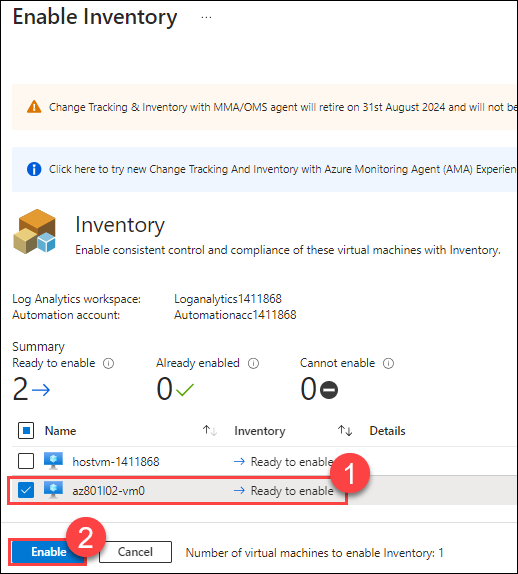 Enable Inventory ...
Change Tracking & Inventory with MMA/OMS agent will retire on 31st August 2024 and will not be
Click here to try new Change Tracking And Inventory with Azure Monitoring Agent (AMA) Experien
Inventory
Enable consistent control and compliance of these virtual machines with Inventory.
Log Analytics workspace: Loganalytics1411868
Automation account: Automationacc1411868
Summary
Ready to enable Already enabled Cannot enable
2 0 0
Name Inventory Details
hostvm-1411868 Ready to enable
az801l02-vm0 Ready to enable 1
2
Enable Cancel Number of virtual machines to enable Inventory: 1